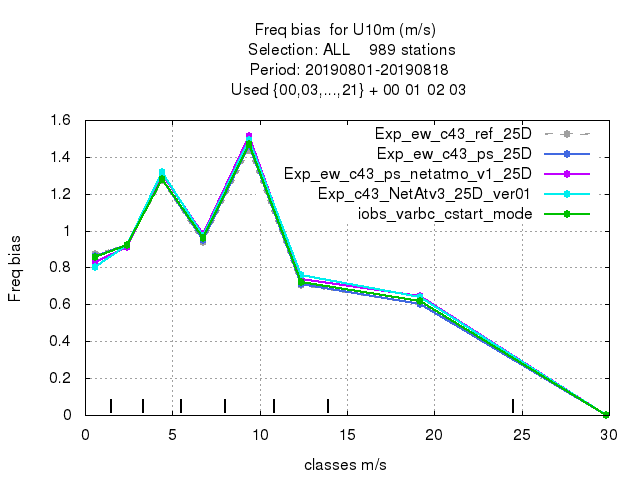 Freq bias  for U10m (m/s)
Selection: ALL    989 stations
Period: 20190801-20190818
Used {00,03,...,21} + 00 01 02 03
1.6
1.4
1.2
1
0.8
0.6
0.4
0.2
0
Freq bias
Exp_ew_c43_ref_25D
Exp_ew_c43_ps_25D
Exp_ew_c43_ps_netatmo_v1_25D
Exp_c43_NetAtv3_25D_ver01
iobs_varbc_cstart_mode
0 5 10 15 20 25 30
classes m/s